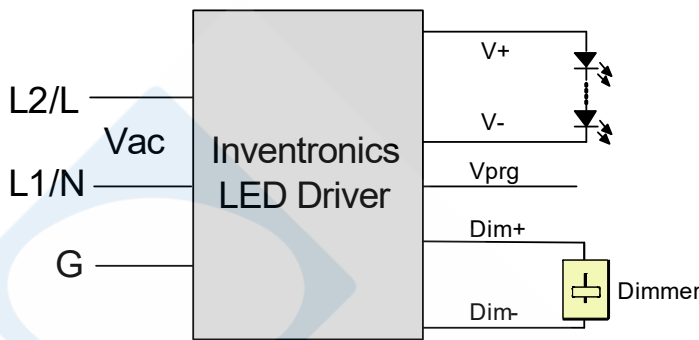 L2/L
Vac
L1/N
G
Inventronics
LED Driver
V+
V-
Vprg
Dim+
Dim-
Dimmer